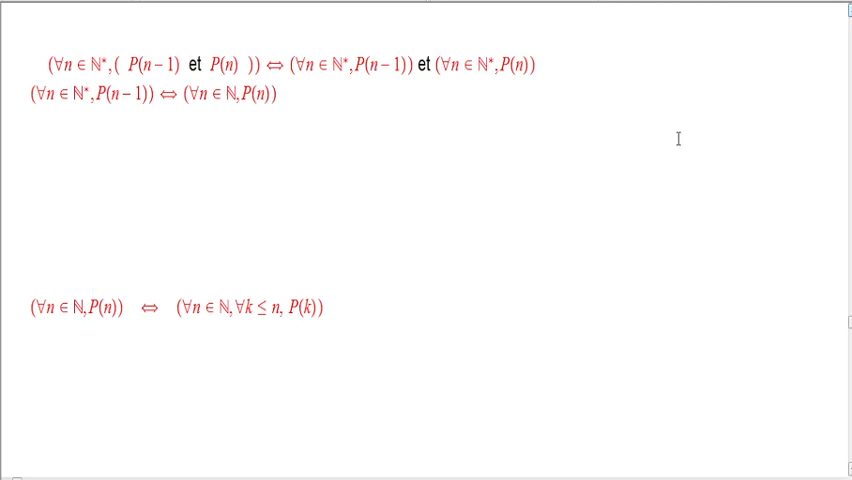 (∀n ∈ ℕ*,( P(n − 1) et P(n) )) ⇔ (∀n ∈ ℕ*,P(n − 1)) et (∀n ∈ ℕ*,P(n))
(∀n ∈ ℕ*,P(n − 1)) ⇔ (∀n ∈ ℕ,P(n))
(∀n ∈ ℕ,P(n)) ⇔ (∀n ∈ ℕ,∀k ≤ n, P(k))